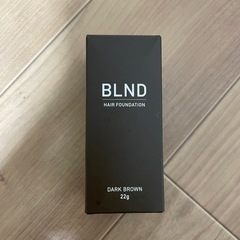 BLND
HAIR FOUNDATION
DARK BROWN
22g